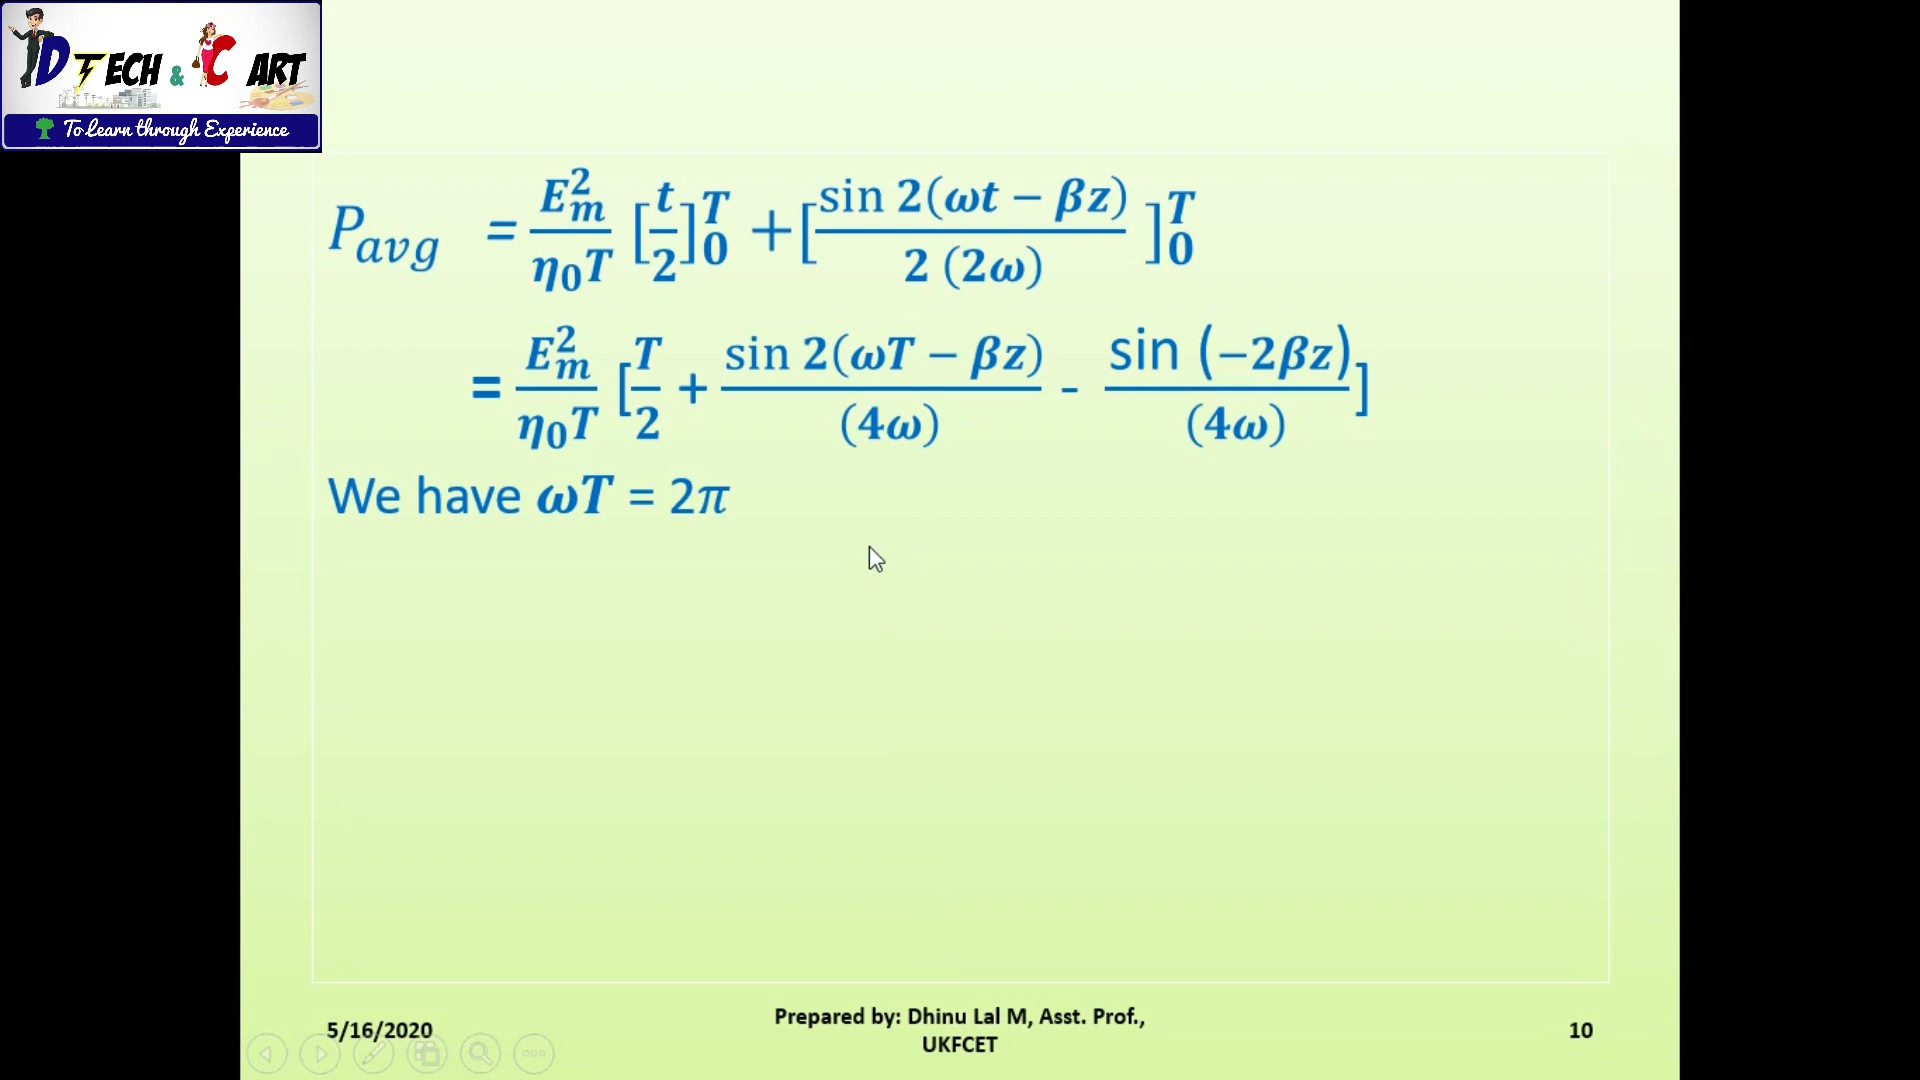 D TECH & C ART
To Learn through Experience
P_avg = E_m^2/(η_0 T) [t/2]_0^T + [sin 2(ωt − βz)/(2 (2ω))]_0^T
= E_m^2/(η_0 T) [T/2 + sin 2(ωT − βz)/(4ω) - sin (−2βz)/(4ω)]
We have ωT = 2π
5/16/2020
Prepared by: Dhinu Lal M, Asst. Prof.,
UKFCET
10